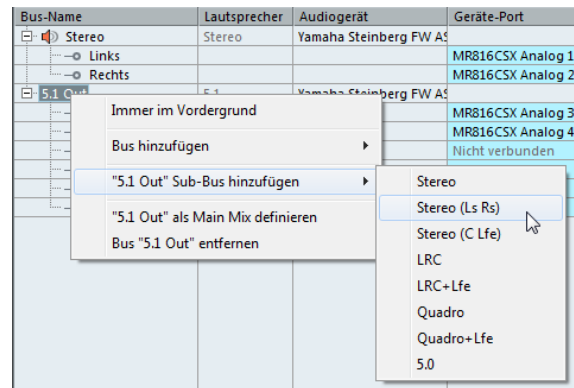 Bus-Name Lautsprecher Audiogerät Geräte-Port
Stereo Stereo Yamaha Steinberg FW AS
Links MR816CSX Analog 1
Rechts MR816CSX Analog 2
5.1 Out 5.1 Yamaha Steinberg FW AS
MR816CSX Analog 3
MR816CSX Analog 4
Nicht verbunden
Immer im Vordergrund
Bus hinzufügen
"5.1 Out" Sub-Bus hinzufügen
"5.1 Out" als Main Mix definieren
Bus "5.1 Out" entfernen
Stereo
Stereo (Ls Rs)
Stereo (C Lfe)
LRC
LRC+Lfe
Quadro
Quadro+Lfe
5.0